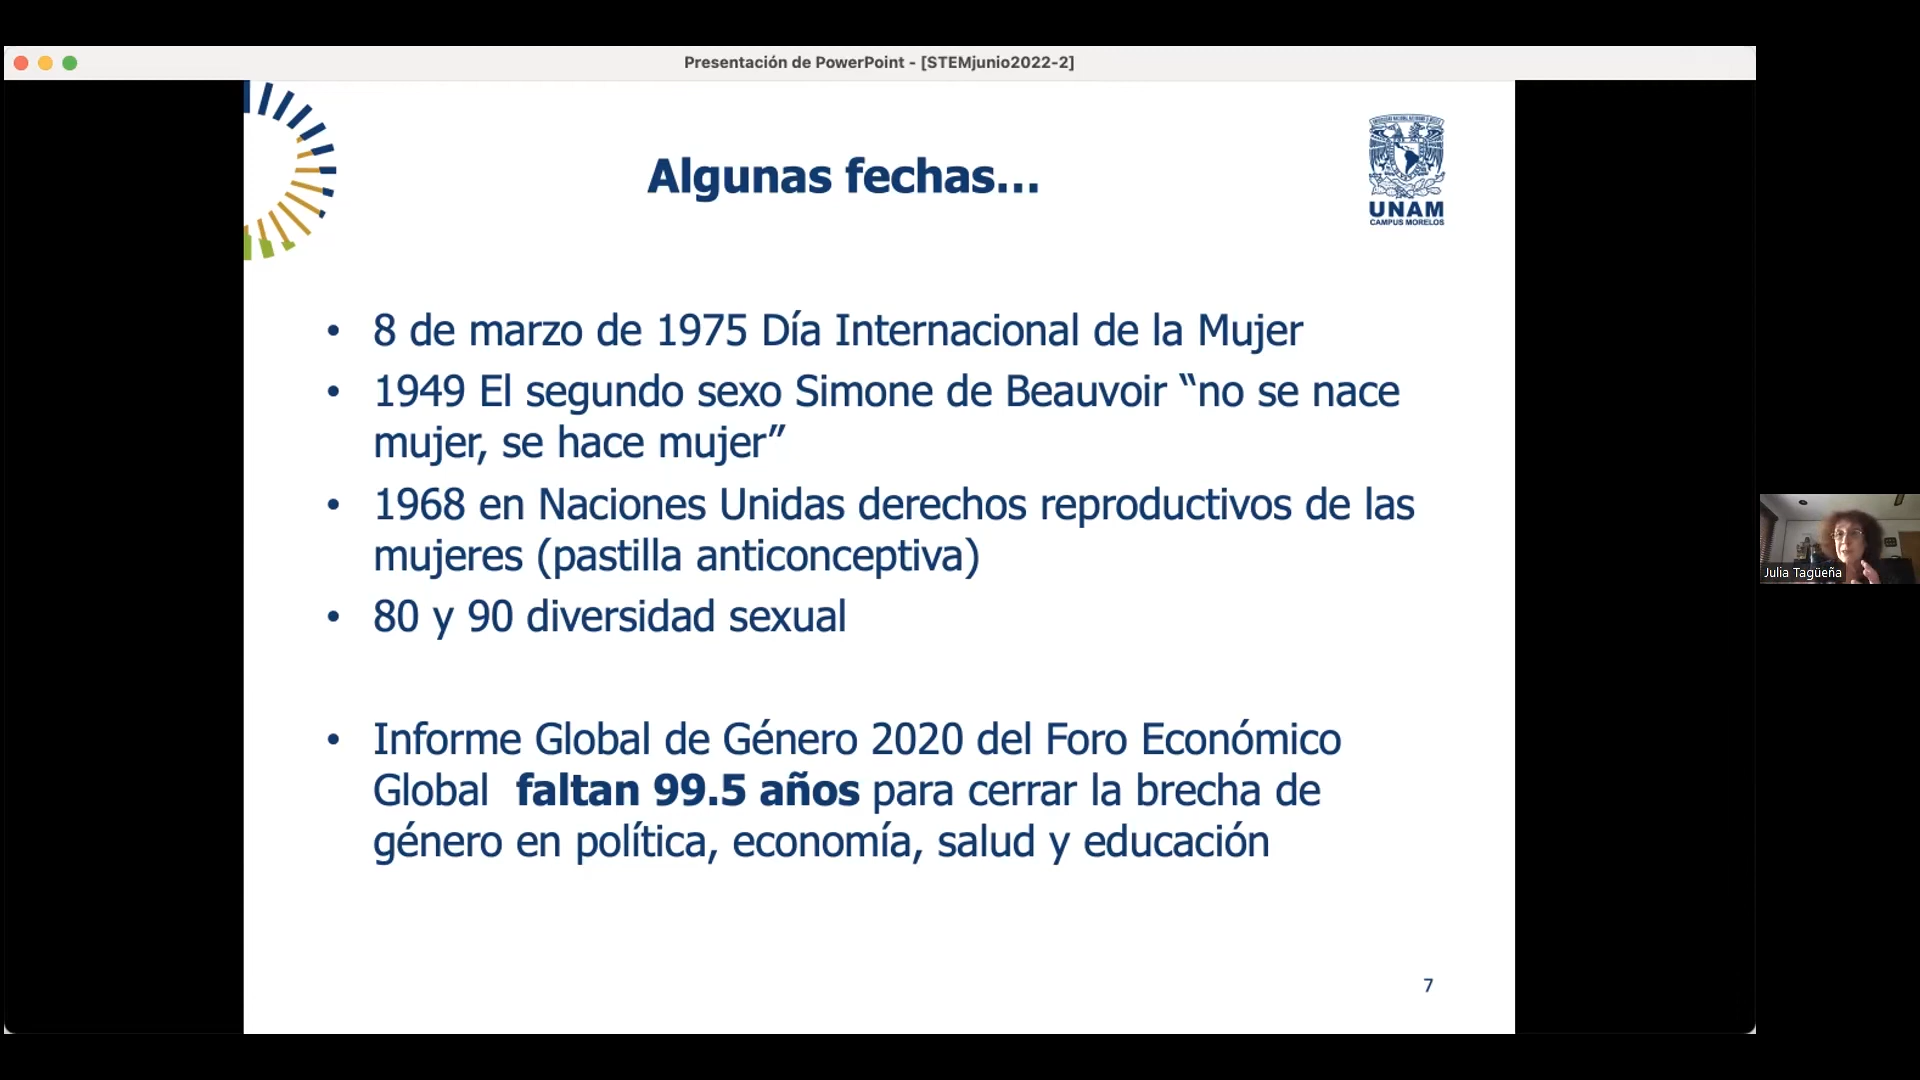 Presentación de PowerPoint - [STEMjunio2022-2]
Algunas fechas...
UNAM
CAMPUS MORELOS
• 8 de marzo de 1975 Día Internacional de la Mujer
• 1949 El segundo sexo Simone de Beauvoir “no se nace
mujer, se hace mujer”
• 1968 en Naciones Unidas derechos reproductivos de las
mujeres (pastilla anticonceptiva)
• 80 y 90 diversidad sexual
• Informe Global de Género 2020 del Foro Económico
Global faltan 99.5 años para cerrar la brecha de
género en política, economía, salud y educación
7
Julia Tagüeña